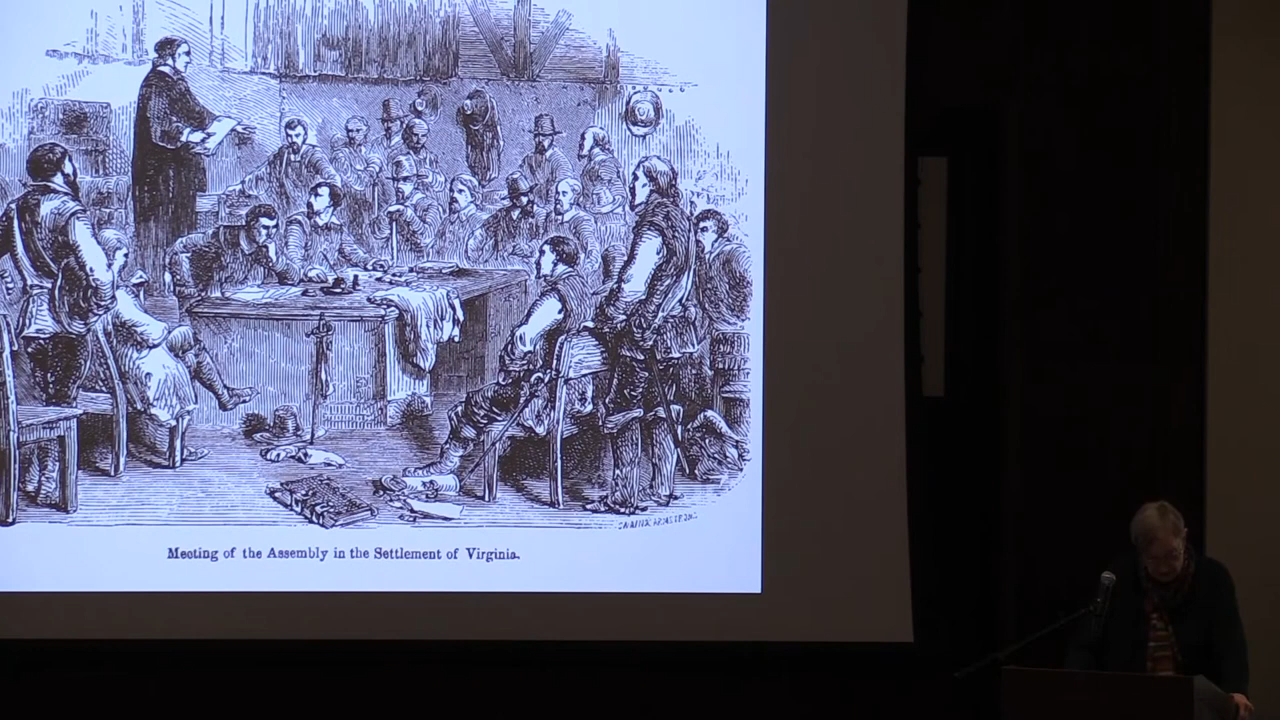 Meeting of the Assembly in the Settlement of Virginia.